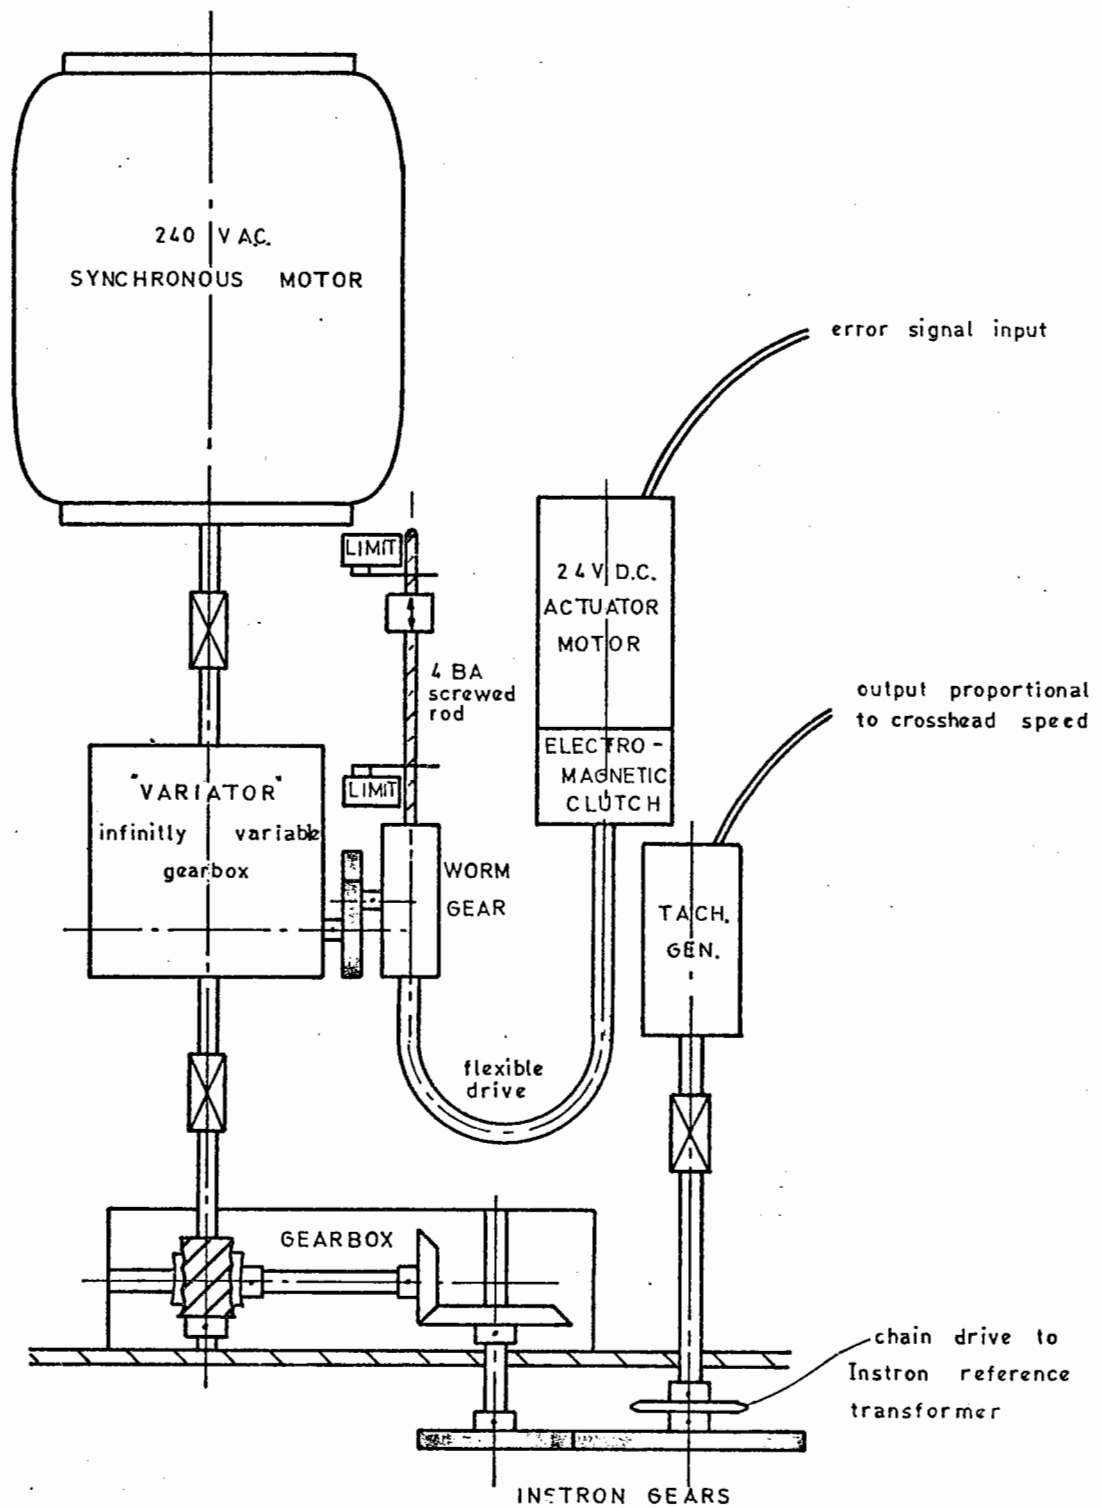 240 V A.C.
SYNCHRONOUS MOTOR
error signal input
LIMIT
24V D.C.
ACTUATOR
MOTOR
4 BA
screwed
rod
output proportional
to crosshead speed
ELECTRO-
MAGNETIC
CLUTCH
LIMIT
"VARIATOR"
infinitly variable
gearbox
WORM
GEAR
TACH.
GEN.
flexible
drive
GEARBOX
chain drive to
Instron reference
transformer
INSTRON GEARS